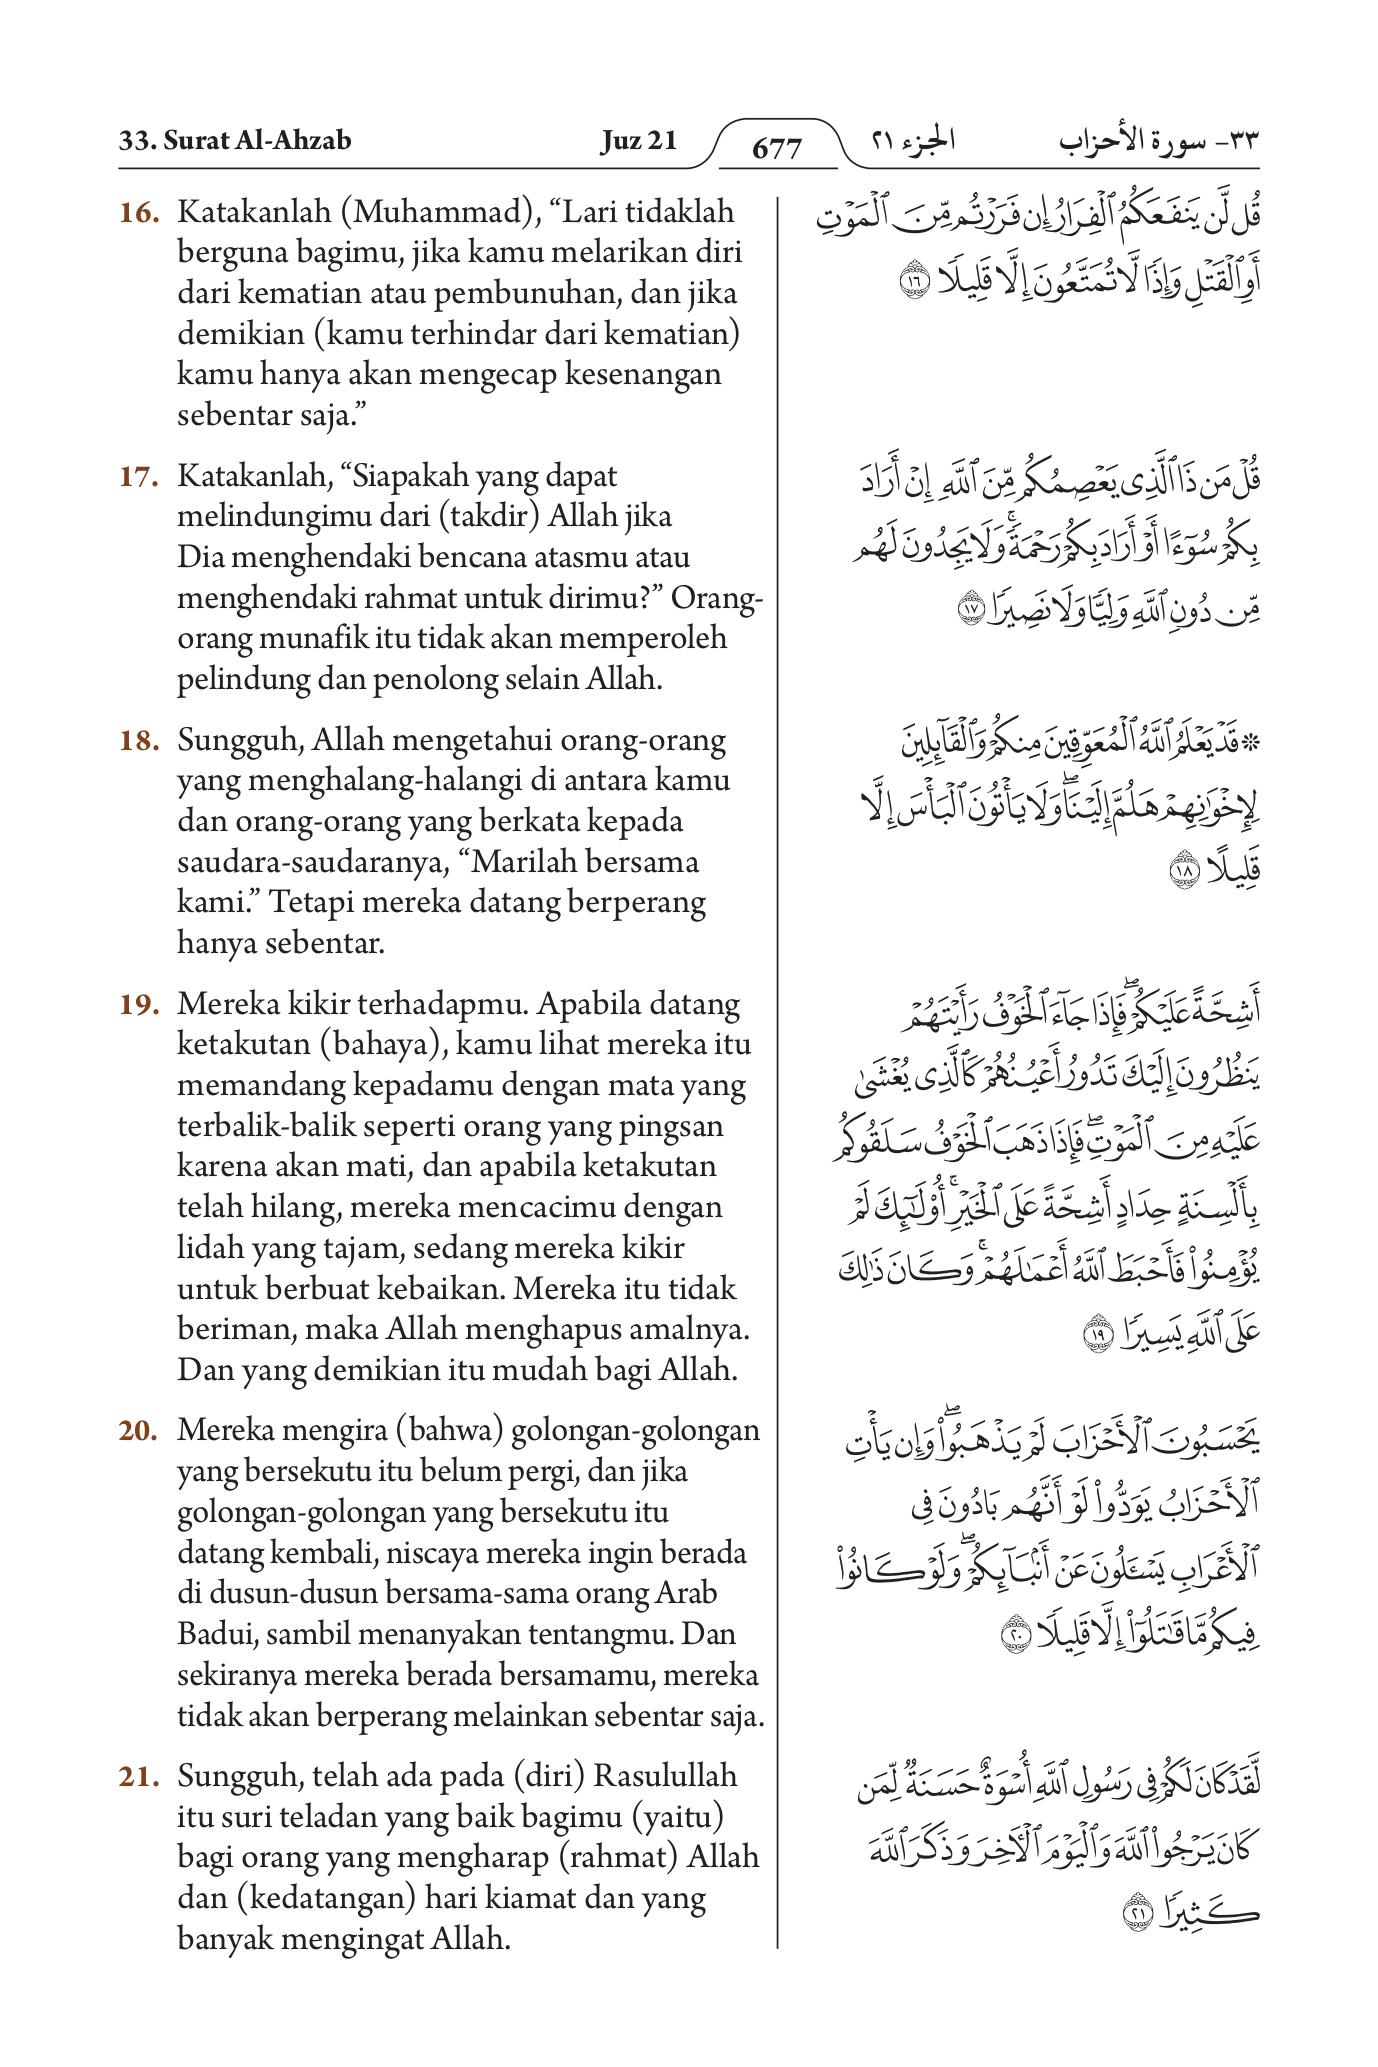 33. Surat Al-Ahzab
Juz 21
677
الجزء ٢١
٣٣- سورة الأحزاب
16. Katakanlah (Muhammad), “Lari tidaklah
berguna bagimu, jika kamu melarikan diri
dari kematian atau pembunuhan, dan jika
demikian (kamu terhindar dari kematian)
kamu hanya akan mengecap kesenangan
sebentar saja.”
قُل لَّن يَنفَعَكُمُ ٱلْفِرَارُ إِن فَرَرْتُم مِّنَ ٱلْمَوْتِ
أَوِ ٱلْقَتْلِ وَإِذًا لَّا تُمَتَّعُونَ إِلَّا قَلِيلًا ١٦
17. Katakanlah, “Siapakah yang dapat
melindungimu dari (takdir) Allah jika
Dia menghendaki bencana atasmu atau
menghendaki rahmat untuk dirimu?” Orang-
orang munafik itu tidak akan memperoleh
pelindung dan penolong selain Allah.
قُلْ مَن ذَا ٱلَّذِى يَعْصِمُكُم مِّنَ ٱللَّهِ إِنْ أَرَادَ
بِكُمْ سُوٓءًا أَوْ أَرَادَ بِكُمْ رَحْمَةًۚ وَلَا يَجِدُونَ لَهُم
مِّن دُونِ ٱللَّهِ وَلِيًّا وَلَا نَصِيرًا ١٧
18. Sungguh, Allah mengetahui orang-orang
yang menghalang-halangi di antara kamu
dan orang-orang yang berkata kepada
saudara-saudaranya, “Marilah bersama
kami.” Tetapi mereka datang berperang
hanya sebentar.
۞ قَدْ يَعْلَمُ ٱللَّهُ ٱلْمُعَوِّقِينَ مِنكُمْ وَٱلْقَآئِلِينَ
لِإِخْوَٰنِهِمْ هَلُمَّ إِلَيْنَاۖ وَلَا يَأْتُونَ ٱلْبَأْسَ إِلَّا
قَلِيلًا ١٨
19. Mereka kikir terhadapmu. Apabila datang
ketakutan (bahaya), kamu lihat mereka itu
memandang kepadamu dengan mata yang
terbalik-balik seperti orang yang pingsan
karena akan mati, dan apabila ketakutan
telah hilang, mereka mencacimu dengan
lidah yang tajam, sedang mereka kikir
untuk berbuat kebaikan. Mereka itu tidak
beriman, maka Allah menghapus amalnya.
Dan yang demikian itu mudah bagi Allah.
أَشِحَّةً عَلَيْكُمْۖ فَإِذَا جَآءَ ٱلْخَوْفُ رَأَيْتَهُمْ
يَنظُرُونَ إِلَيْكَ تَدُورُ أَعْيُنُهُمْ كَٱلَّذِى يُغْشَىٰ
عَلَيْهِ مِنَ ٱلْمَوْتِۖ فَإِذَا ذَهَبَ ٱلْخَوْفُ سَلَقُوكُم
بِأَلْسِنَةٍ حِدَادٍ أَشِحَّةً عَلَى ٱلْخَيْرِۚ أُو۟لَٰٓئِكَ لَمْ
يُؤْمِنُوا۟ فَأَحْبَطَ ٱللَّهُ أَعْمَٰلَهُمْۚ وَكَانَ ذَٰلِكَ
عَلَى ٱللَّهِ يَسِيرًا ١٩
20. Mereka mengira (bahwa) golongan-golongan
yang bersekutu itu belum pergi, dan jika
golongan-golongan yang bersekutu itu
datang kembali, niscaya mereka ingin berada
di dusun-dusun bersama-sama orang Arab
Badui, sambil menanyakan tentangmu. Dan
sekiranya mereka berada bersamamu, mereka
tidak akan berperang melainkan sebentar saja.
يَحْسَبُونَ ٱلْأَحْزَابَ لَمْ يَذْهَبُوا۟ۖ وَإِن يَأْتِ
ٱلْأَحْزَابُ يَوَدُّوا۟ لَوْ أَنَّهُم بَادُونَ فِى
ٱلْأَعْرَابِ يَسْـَٔلُونَ عَنْ أَنۢبَآئِكُمْۖ وَلَوْ كَانُوا۟
فِيكُم مَّا قَٰتَلُوٓا۟ إِلَّا قَلِيلًا ٢٠
21. Sungguh, telah ada pada (diri) Rasulullah
itu suri teladan yang baik bagimu (yaitu)
bagi orang yang mengharap (rahmat) Allah
dan (kedatangan) hari kiamat dan yang
banyak mengingat Allah.
لَّقَدْ كَانَ لَكُمْ فِى رَسُولِ ٱللَّهِ أُسْوَةٌ حَسَنَةٌ لِّمَن
كَانَ يَرْجُوا۟ ٱللَّهَ وَٱلْيَوْمَ ٱلْـَٔاخِرَ وَذَكَرَ ٱللَّهَ
كَثِيرًا ٢١